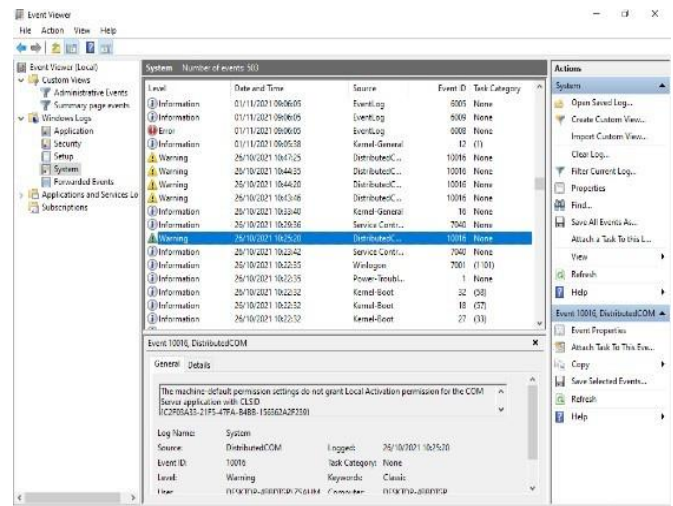 Event Viewer
File Action View Help
Event Viewer (Local)
Custom Views
Administrative Events
Summary page events
Windows Logs
Application
Security
Setup
System
Forwarded Events
Applications and Services Lo
Subscriptions
System Number of events: 503
Level Date and Time Source Event ID Task Category
Information 01/11/2021 09:06:05 EventLog 6005 None
Information 01/11/2021 09:06:05 EventLog 6009 None
Error 01/11/2021 09:06:05 EventLog 6008 None
Information 01/11/2021 09:05:38 Kernel-General 12 (1)
Warning 26/10/2021 10:47:25 DistributedC... 10016 None
Warning 26/10/2021 10:44:35 DistributedC... 10016 None
Warning 26/10/2021 10:44:20 DistributedC... 10016 None
Warning 26/10/2021 10:43:46 DistributedC... 10016 None
Information 26/10/2021 10:33:40 Kernel-General 16 None
Information 26/10/2021 10:29:36 Service Contr... 7040 None
Warning 26/10/2021 10:25:20 DistributedC... 10016 None
Information 26/10/2021 10:23:42 Service Contr... 7040 None
Information 26/10/2021 10:22:35 Winlogon 7001 (1101)
Information 26/10/2021 10:22:35 Power-Troubl... 1 None
Information 26/10/2021 10:22:32 Kernel-Boot 32 (58)
Information 26/10/2021 10:22:32 Kernel-Boot 18 (57)
Information 26/10/2021 10:22:32 Kernel-Boot 27 (33)
Event 10016, DistributedCOM
General Details
The machine-default permission settings do not grant Local Activation permission for the COM
Server application with CLSID
Log Name: System
Source: DistributedCOM Logged: 26/10/2021 10:25:20
Event ID: 10016 Task Category: None
Level: Warning Keywords: Classic
User: Computer:
Actions
System
Open Saved Log...
Create Custom View...
Import Custom View...
Clear Log...
Filter Current Log...
Properties
Find...
Save All Events As...
Attach a Task To this L...
View
Refresh
Help
Event 10016, DistributedCOM
Event Properties
Attach Task To This Eve...
Copy
Save Selected Events...
Refresh
Help